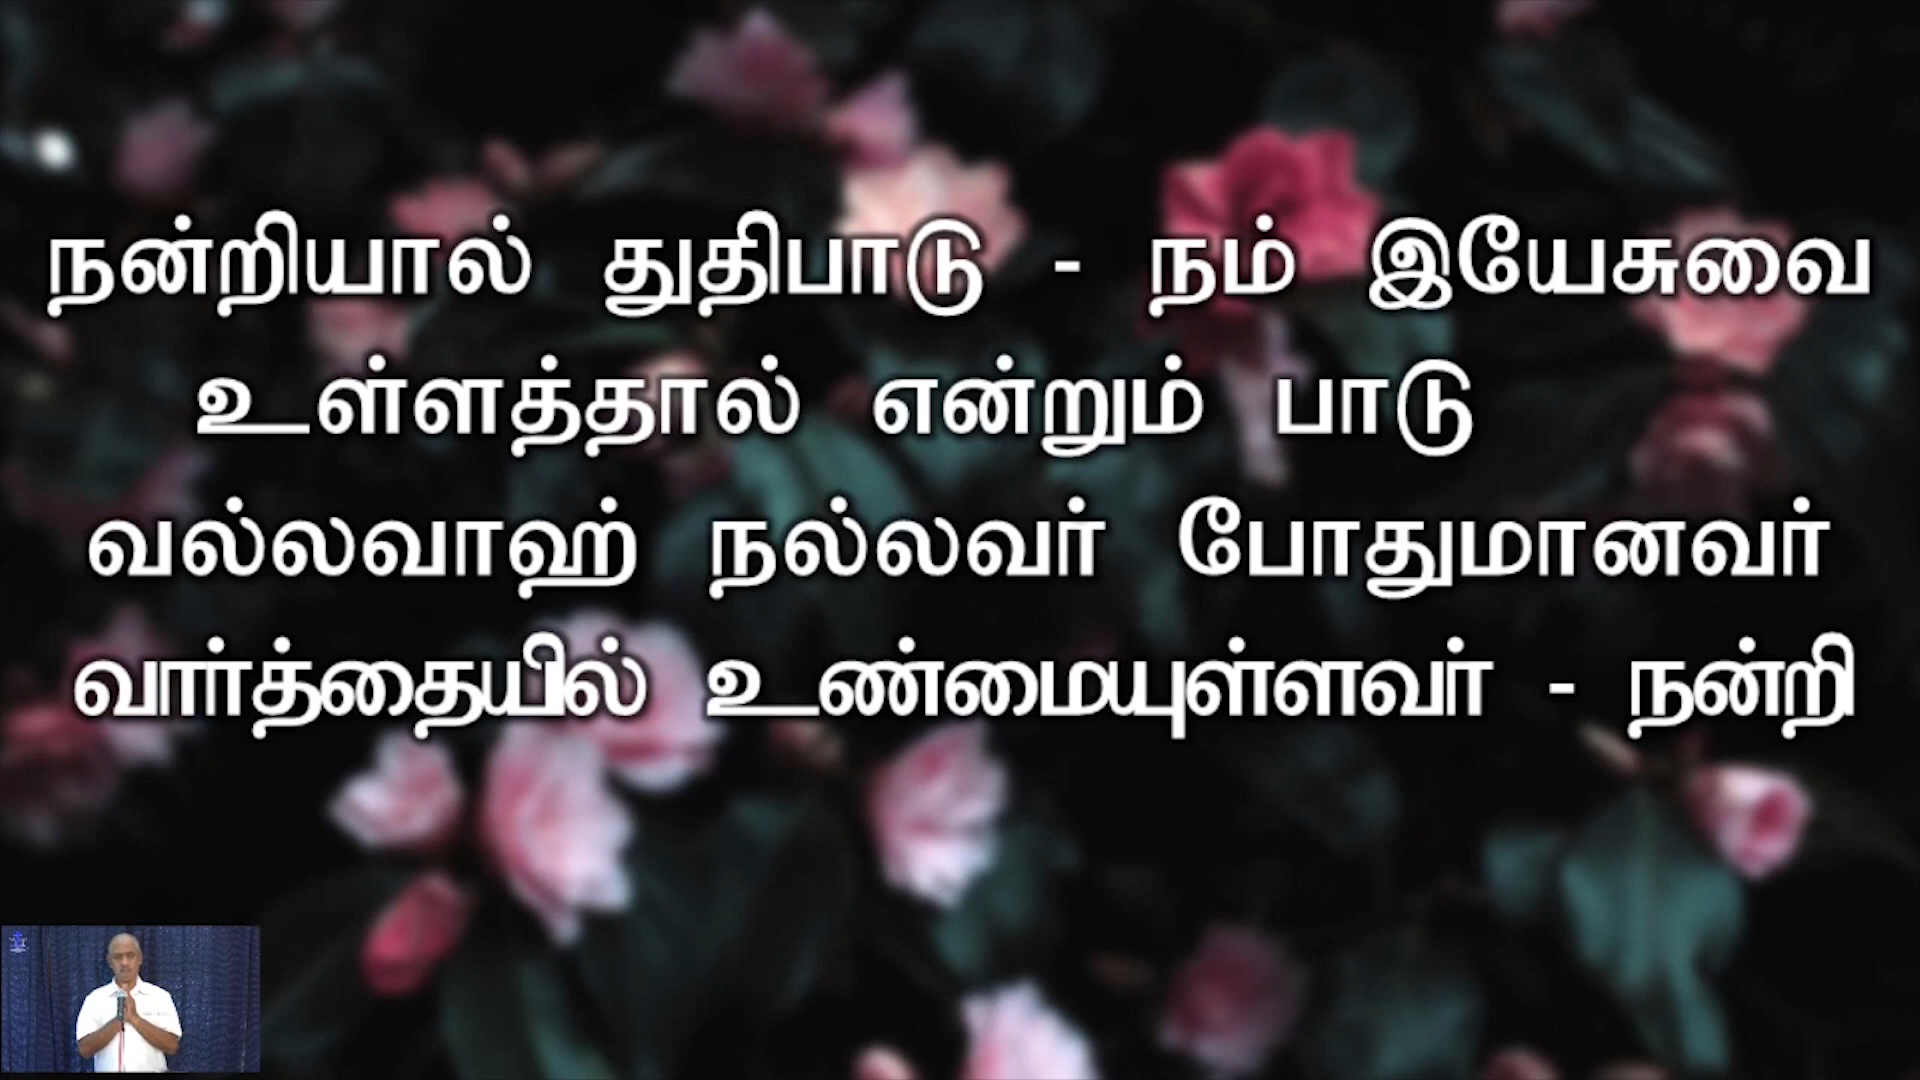 நன்றியால் துதிபாடு - நம் இயேசுவை
உள்ளத்தால் என்றும் பாடு
வல்லவாஹ் நல்லவர் போதுமானவர்
வார்த்தையில் உண்மையுள்ளவர் - நன்றி